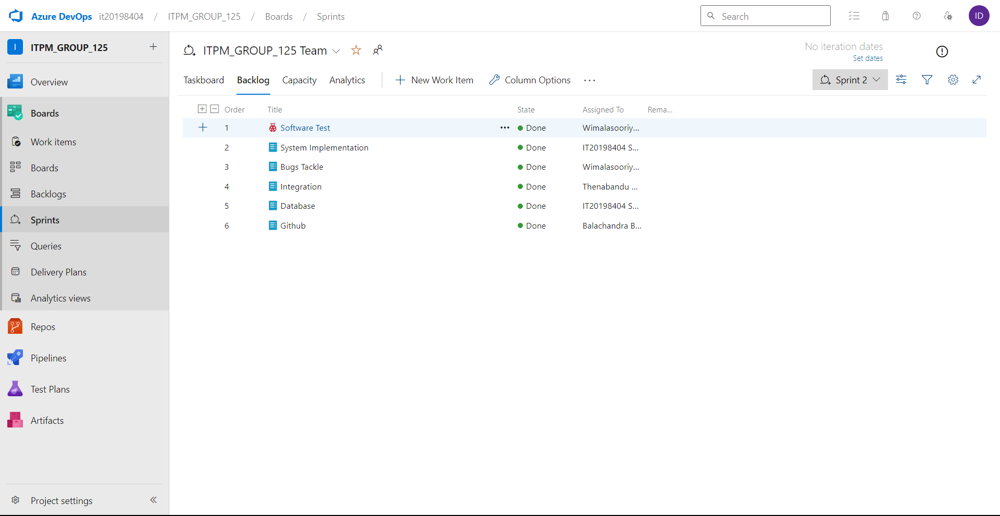 Azure DevOps it20198404 / ITPM_GROUP_125 / Boards / Sprints Search ID
I ITPM_GROUP_125
ITPM_GROUP_125 Team
No iteration dates
Set dates
Taskboard Backlog Capacity Analytics New Work Item Column Options Sprint 2
Order Title State Assigned To Rema...
1 Software Test Done Wimalasooriy...
2 System Implementation Done IT20198404 S...
3 Bugs Tackle Done Wimalasooriy...
4 Integration Done Thenabandu ...
5 Database Done IT20198404 S...
6 Github Done Balachandra B...
Overview
Boards
Work items
Boards
Backlogs
Sprints
Queries
Delivery Plans
Analytics views
Repos
Pipelines
Test Plans
Artifacts
Project settings